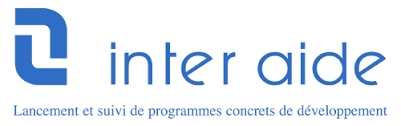 inter aide
Lancement et suivi de programmes concrets de développement